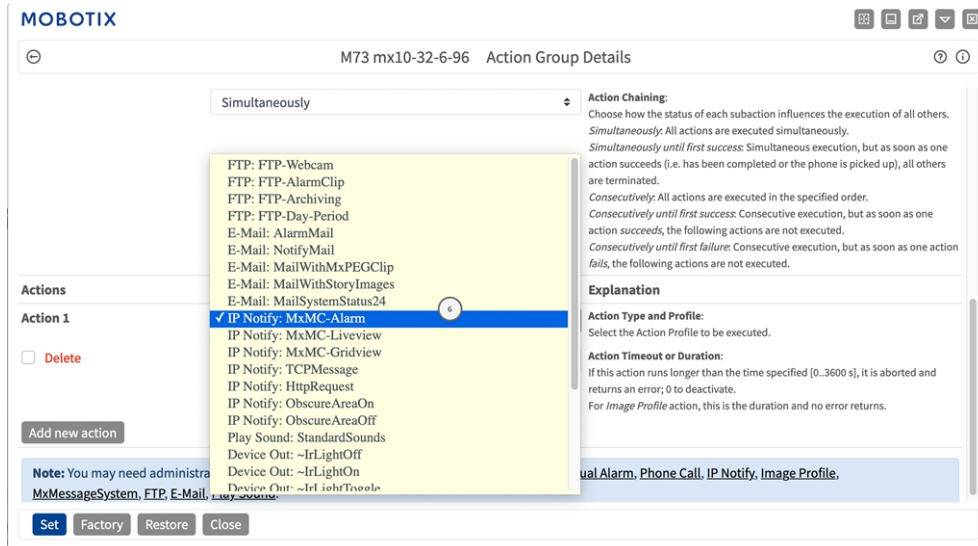 MOBOTIX
M73 mx10-32-6-96 Action Group Details
Simultaneously
Action Chaining:
Choose how the status of each subaction influences the execution of all others.
Simultaneously: All actions are executed simultaneously.
Simultaneously until first success: Simultaneous execution, but as soon as one
action succeeds (i.e. has been completed or the phone is picked up), all others
are terminated.
Consecutively: All actions are executed in the specified order.
Consecutively until first success: Consecutive execution, but as soon as one
action succeeds, the following actions are not executed.
Consecutively until first failure: Consecutive execution, but as soon as one action
fails, the following actions are not executed.
FTP: FTP-Webcam
FTP: FTP-AlarmClip
FTP: FTP-Archiving
FTP: FTP-Day-Period
E-Mail: AlarmMail
E-Mail: NotifyMail
E-Mail: MailWithMxPEGClip
E-Mail: MailWithStoryImages
E-Mail: MailSystemStatus24
6
✓ IP Notify: MxMC-Alarm
IP Notify: MxMC-Liveview
IP Notify: MxMC-Gridview
IP Notify: TCPMessage
IP Notify: HttpRequest
IP Notify: ObscureAreaOn
IP Notify: ObscureAreaOff
Play Sound: StandardSounds
Device Out: ~IrLightOff
Device Out: ~IrLightOn
Device Out: ~IrLightToggle
Actions
Explanation
Action 1
Delete
Action Type and Profile:
Select the Action Profile to be executed.
Action Timeout or Duration:
If this action runs longer than the time specified [0..3600 s], it is aborted and
returns an error; 0 to deactivate.
For Image Profile action, this is the duration and no error returns.
Add new action
Note: You may need administra ual Alarm, Phone Call, IP Notify, Image Profile,
MxMessageSystem, FTP, E-Mail,
Set Factory Restore Close